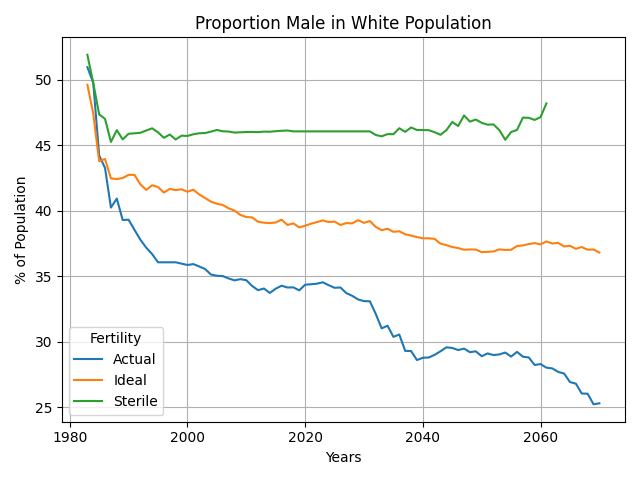 Proportion Male in White Population
% of Population
50
45
40
35
30
25
Fertility
Actual
Ideal
Sterile
1980
2000
2020
2040
2060
Years